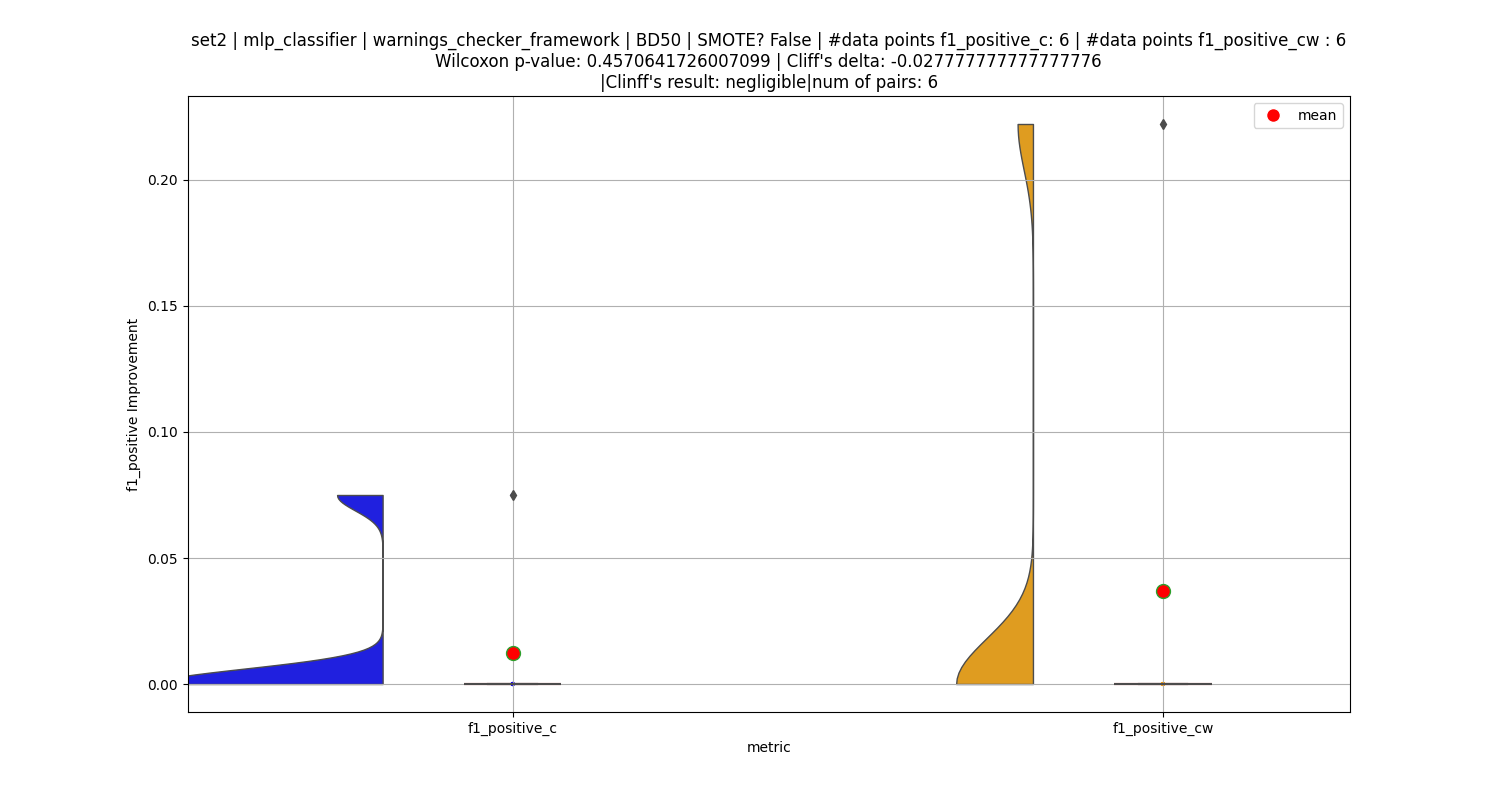 set2 | mlp_classifier | warnings_checker_framework | BD50 | SMOTE? False | #data points f1_positive_c: 6 | #data points f1_positive_cw : 6
Wilcoxon p-value: 0.4570641726007099 | Cliff's delta: -0.027777777777777776
|Clinff's result: negligible|num of pairs: 6
mean
0.20
0.15
0.10
0.05
0.00
f1_positive Improvement
f1_positive_c
f1_positive_cw
metric